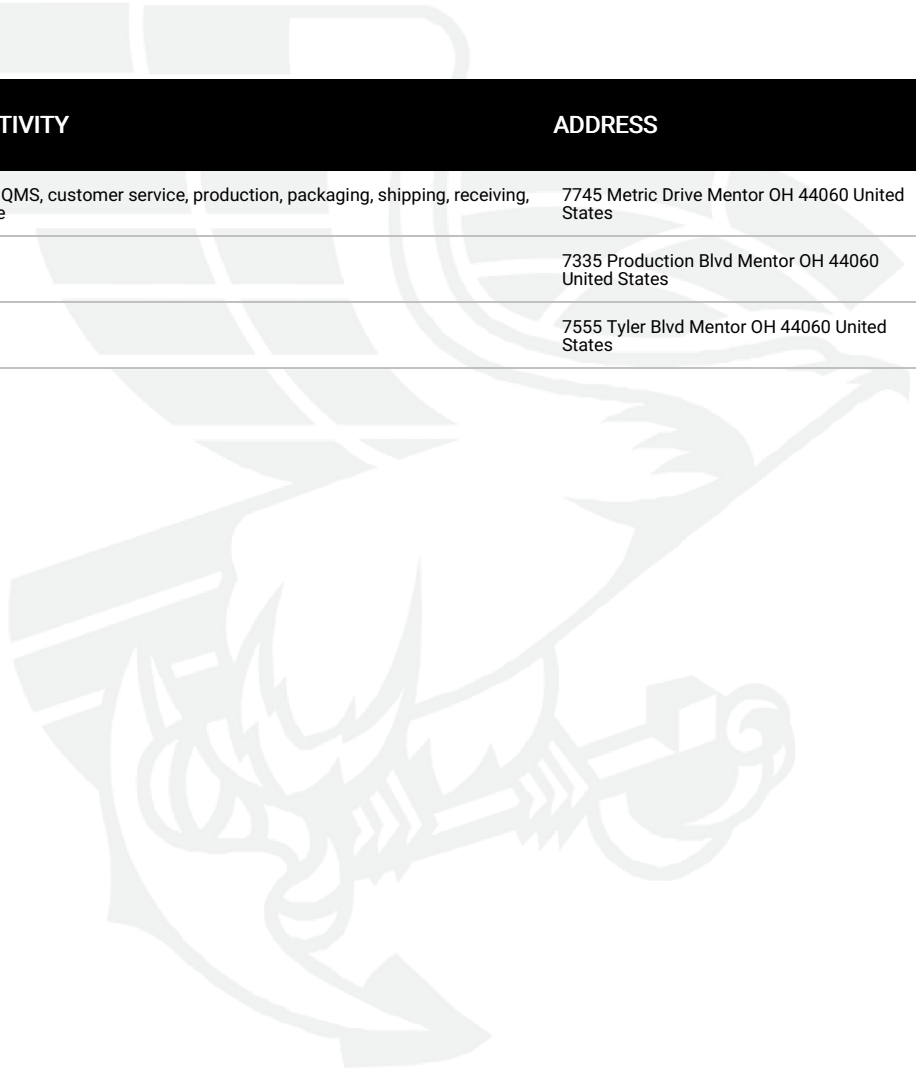 TIVITY
ADDRESS
QMS, customer service, production, packaging, shipping, receiving,
e
7745 Metric Drive Mentor OH 44060 United
States
7335 Production Blvd Mentor OH 44060
United States
7555 Tyler Blvd Mentor OH 44060 United
States